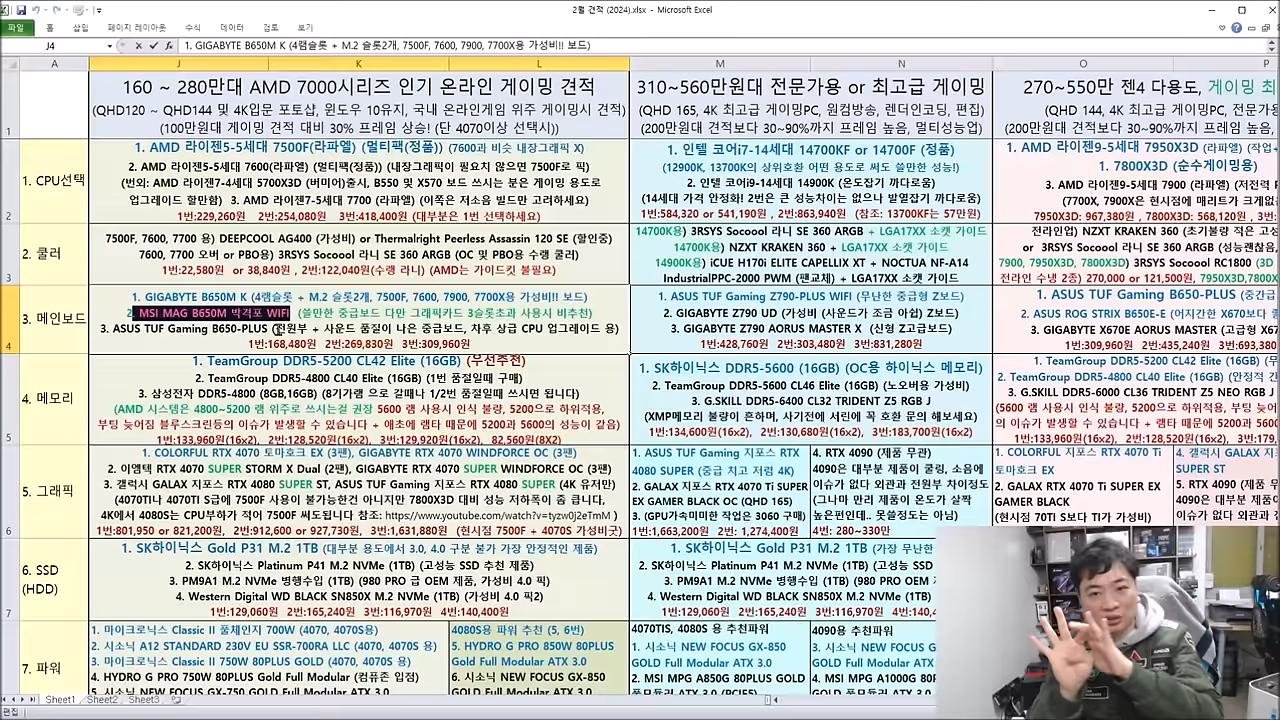 2월 견적 (2024).xlsx - Microsoft Excel
파일 홈 삽입 페이지 레이아웃 수식 데이터 검토 보기
J4 1. GIGABYTE B650M K (4램슬롯 + M.2 슬롯2개, 7500F, 7600, 7900, 7700X용 가성비!! 보드)
A J K L M N O P
1
160 ~ 280만대 AMD 7000시리즈 인기 온라인 게이밍 견적
(QHD120 ~ QHD144 및 4K입문 포토샵, 윈도우 10유지, 국내 온라인게임 위주 게이밍시 견적)
(100만원대 게이밍 견적 대비 30% 프레임 상승! (단 4070이상 선택시))
310~560만원대 전문가용 or 최고급 게이밍
(QHD 165, 4K 최고급 게이밍PC, 원컴방송, 렌더인코딩, 편집)
(200만원대 견적보다 30~90%까지 프레임 높음, 멀티성능업)
270~550만 젠4 다용도, 게이밍 최
(QHD 144, 4K 최고급 게이밍PC, 전문가용
(200만원대 견적보다 30~90%까지 프레임
2
1. CPU선택
1. AMD 라이젠5-5세대 7500F(라파엘) (멀티팩(정품)) (7600과 비슷 내장그래픽 X)
2. AMD 라이젠5-5세대 7600(라파엘) (멀티팩(정품)) (내장그래픽이 필요치 않으면 7500F로 픽)
(번외: AMD 라이젠7-4세대 5700X3D (버미어)출시, B550 및 X570 보드 쓰시는 분은 게이밍 용도로
업그레이드 할만함) 3. AMD 라이젠7-5세대 7700 (라파엘) (이쪽은 저소음 빌드만 고려하세요)
1번:229,260원 2번:254,080원 3번:418,400원 (대부분은 1번 선택하세요)
1. 인텔 코어i7-14세대 14700KF or 14700F (정품)
(12900K, 13700K의 상위호환 어떤 용도로 써도 쓸만한 성능!)
2. 인텔 코어i9-14세대 14900K (온도잡기 까다로움)
(14세대 가격 안정화! 2번은 큰 성능차이는 없으나 발열잡기 까다로움)
1번:584,320 or 541,190원 , 2번:863,940원 (참조: 13700KF는 57만원)
1. AMD 라이젠9-5세대 7950X3D (라파엘) (작업+
1. 7800X3D (순수게이밍용)
3. AMD 라이젠9-5세대 7900 (라파엘) (저전력
(7700X, 7900X은 현시점에 매리트가 크게없
7950X3D: 967,380원 , 7800X3D: 568,120원 , 3번:
3
2. 쿨러
7500F, 7600, 7700 용) DEEPCOOL AG400 (가성비) or Thermalright Peerless Assassin 120 SE (할인중)
7600, 7700 오버 or PBO용) 3RSYS Socoool 라니 SE 360 ARGB (OC 및 PBO용 수랭 쿨러)
1번:22,580원 or 38,840원 , 2번:122,040원(수랭 라니) (AMD는 가이드킷 불필요)
14700K용) 3RSYS Socoool 라니 SE 360 ARGB + LGA17XX 소캣 가이드
14700K용) NZXT KRAKEN 360 + LGA17XX 소켓 가이드
14900K용) iCUE H170i ELITE CAPELLIX XT + NOCTUA NF-A14
IndustrialPPC-2000 PWM (팬교체) + LGA17XX 소켓 가이드
전라인업) NZXT KRAKEN 360 (초기불량 적은 고성
or 3RSYS Socoool 라니 SE 360 ARGB (성능괜찮음
7900, 7950X3D, 7800X3D) 3RSYS Socoool RC1800 (3D
전라인 수냉 2종) 270,000 or 121,500원, 7950X3D,7800X
4
3. 메인보드
1. GIGABYTE B650M K (4램슬롯 + M.2 슬롯2개, 7500F, 7600, 7900, 7700X용 가성비!! 보드)
2. MSI MAG B650M 박격포 WIFI (쓸만한 중급보드 다만 그래픽카드 3슬롯초과 사용시 비추천)
3. ASUS TUF Gaming B650-PLUS (전원부 + 사운드 품질이 나은 중급보드, 차후 상급 CPU 업그레이드 용)
1번:168,480원 2번:269,830원 3번:309,960원
1. ASUS TUF Gaming Z790-PLUS WIFI (무난한 중급형 Z보드)
2. GIGABYTE Z790 UD (가성비 (사운드가 조금 아쉽) Z보드)
3. GIGABYTE Z790 AORUS MASTER X (신형 Z고급보드)
1번:428,760원 2번:303,480원 3번:831,280원
1. ASUS TUF Gaming B650-PLUS (중간급
2. ASUS ROG STRIX B650E-E (어지간한 X670보다 좋
3. GIGABYTE X670E AORUS MASTER (고급형 X6
1번:309,960원 2번:435,240원 3번:693,380
5
4. 메모리
1. TeamGroup DDR5-5200 CL42 Elite (16GB) (우선추전)
2. TeamGroup DDR5-4800 CL40 Elite (16GB) (1번 품절일때 구매)
3. 삼성전자 DDR5-4800 (8GB,16GB) (8기가램 으로 갈때나 1/2번 품절일때 쓰시면 됩니다)
(AMD 시스템은 4800~5200 램 위주로 쓰시는걸 권장 5600 램 사용시 인식 불량, 5200으로 하위적용,
부팅 늦어짐 블루스크린등의 이슈가 발생할 수 있습니다 + 애초에 램타 때문에 5200과 5600의 성능이 같음)
1번:133,960원(16x2), 2번:128,520원(16x2), 3번:129,920원(16x2), 82,560원(8X2)
1. SK하이닉스 DDR5-5600 (16GB) (OC용 하이닉스 메모리)
2. TeamGroup DDR5-5600 CL46 Elite (16GB) (노오버용 가성비)
3. G.SKILL DDR5-6400 CL32 TRIDENT Z5 RGB J
(XMP메모리 불량이 흔하며, 사기전에 서린에 꼭 호환 문의 해보세요)
1번:134,600원(16x2), 2번:130,680원(16x2), 3번:183,700원(16x2)
1. TeamGroup DDR5-5200 CL42 Elite (16GB) (무
2. TeamGroup DDR5-4800 CL40 Elite (16GB) (안정적 간
3. G.SKILL DDR5-6000 CL36 TRIDENT Z5 NEO RGB J
(5600 램 사용시 인식 불량, 5200으로 하위적용, 부팅 늦어짐
의 이슈가 발생할 수 있습니다 + 애초에 램타 때문에 5200과 5
1번:133,960원(16x2), 2번:128,520원(16x2), 3번:179,
6
5. 그래픽
1. COLORFUL RTX 4070 토마호크 EX (3팬), GIGABYTE RTX 4070 WINDFORCE OC (3팬)
2. 이엠텍 RTX 4070 SUPER STORM X Dual (2팬), GIGABYTE RTX 4070 SUPER WINDFORCE OC (3팬)
3. 갤럭시 GALAX 지포스 RTX 4080 SUPER ST, ASUS TUF Gaming 지포스 RTX 4080 SUPER (4K 유저만)
(4070Ti나 4070Ti S급에 7500F 사용이 불가능한건 아니지만 7800X3D 대비 성능 저하폭이 좀 큽니다,
4K에서 4080S는 CPU부하가 적어 7500F 써도됩니다 참조: https://www.youtube.com/watch?v=tyzw0j2eTmM )
1번:801,950 or 821,200원, 2번:912,600 or 927,730원, 3번:1,631,880원 (현시점 7500F + 4070S 가성비굿)
1. ASUS TUF Gaming 지포스 RTX
4080 SUPER (중급 치고 저렴 4K)
2. GALAX 지포스 RTX 4070 Ti SUPER
EX GAMER BLACK OC (QHD 165)
3. (GPU가속미미한 작업은 3060 구매)
1번:1,663,200원 2번: 1,274,400원
4. RTX 4090 (제품 무관)
4090은 대부분 제품이 쿨링, 소음에
이슈가 없다 외관과 전원부 차이정도
(그나마 만리 제품이 온도가 살짝
높은편인데.. 못쓸정도는 아님)
4번: 280~330만
1. COLORFUL 지포스 RTX 4070 Ti
토마호크 EX
2. GALAX 지포스 RTX 4070 Ti SUPER EX
GAMER BLACK
(현시점 70Ti S보다 Ti가 가성비)
4. 갤럭시 GALAX 지
SUPER ST
5. RTX 4090 (제품 무
4090은 대부분 제품
이슈가 없다 외관과
7
6. SSD
(HDD)
1. SK하이닉스 Gold P31 M.2 1TB (대부분 용도에서 3.0, 4.0 구분 불가 가장 안정적인 제품)
2. SK하이닉스 Platinum P41 M.2 NVMe (1TB) (고성능 SSD 추천 제품)
3. PM9A1 M.2 NVMe 병행수입 (1TB) (980 PRO 급 OEM 제품, 가성비 4.0 픽)
4. Western Digital WD BLACK SN850X M.2 NVMe (1TB) (가성비 4.0 픽2)
1번:129,060원 2번:165,240원 3번:116,970원 4번:140,400원
1. SK하이닉스 Gold P31 M.2 1TB (가장 무난한
2. SK하이닉스 Platinum P41 M.2 NVMe (1TB) (고성능
3. PM9A1 M.2 NVMe 병행수입 (1TB) (980 PRO
4. Western Digital WD BLACK SN850X M.2 NVMe
1번:129,060원 2번:165,240원 3번:116,970원 4번:140,4
7. 파워
1. 마이크로닉스 Classic II 풀체인지 700W (4070, 4070S용)
2. 시소닉 A12 STANDARD 230V EU SSR-700RA LLC (4070, 4070S용)
3. 마이크로닉스 Classic II 750W 80PLUS GOLD (4070, 4070S용)
4. HYDRO G PRO 750W 80PLUS Gold Full Modular (컴퓨존 입점)
5. 시소닉 NEW FOCUS GX-750 GOLD Full Modular ATX 3.0
4080S용 파워 추천 (5, 6번)
5. HYDRO G PRO 850W 80PLUS
Gold Full Modular ATX 3.0
6. 시소닉 NEW FOCUS GX-850
Gold Full Modular ATX 3.0
4070TIS, 4080S 용 추천파워
1. 시소닉 NEW FOCUS GX-850
GOLD Full Modular ATX 3.0
2. MSI MPG A850G 80PLUS GOLD
풀모듈러 ATX 3.0 (PCIE5)
4090용 추천파워
3. 시소닉 NEW FOCUS G
GOLD Full Modular ATX
4. MSI MPG A1000G 80P
풀모듈러 ATX 3.0 (PCI
Sheet1 Sheet2 Sheet3
편집